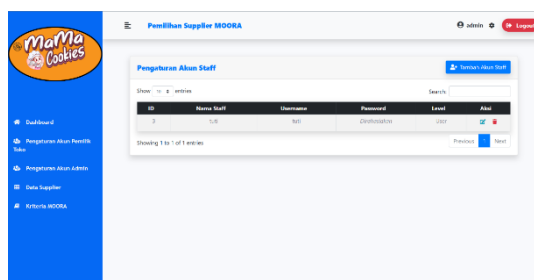 MaMa
Cookies
Pemilihan Supplier MOORA
admin
Logout
Pengaturan Akun Staff
Tambah Akun Staff
Show 10 entries
Search:
ID Nama Staff Username Password Level Aksi
Showing 1 to 1 of 1 entries
Previous 1 Next
Dashboard
Pengaturan Akun Pemilik Toko
Pengaturan Akun Admin
Data Supplier
Kriteria MOORA